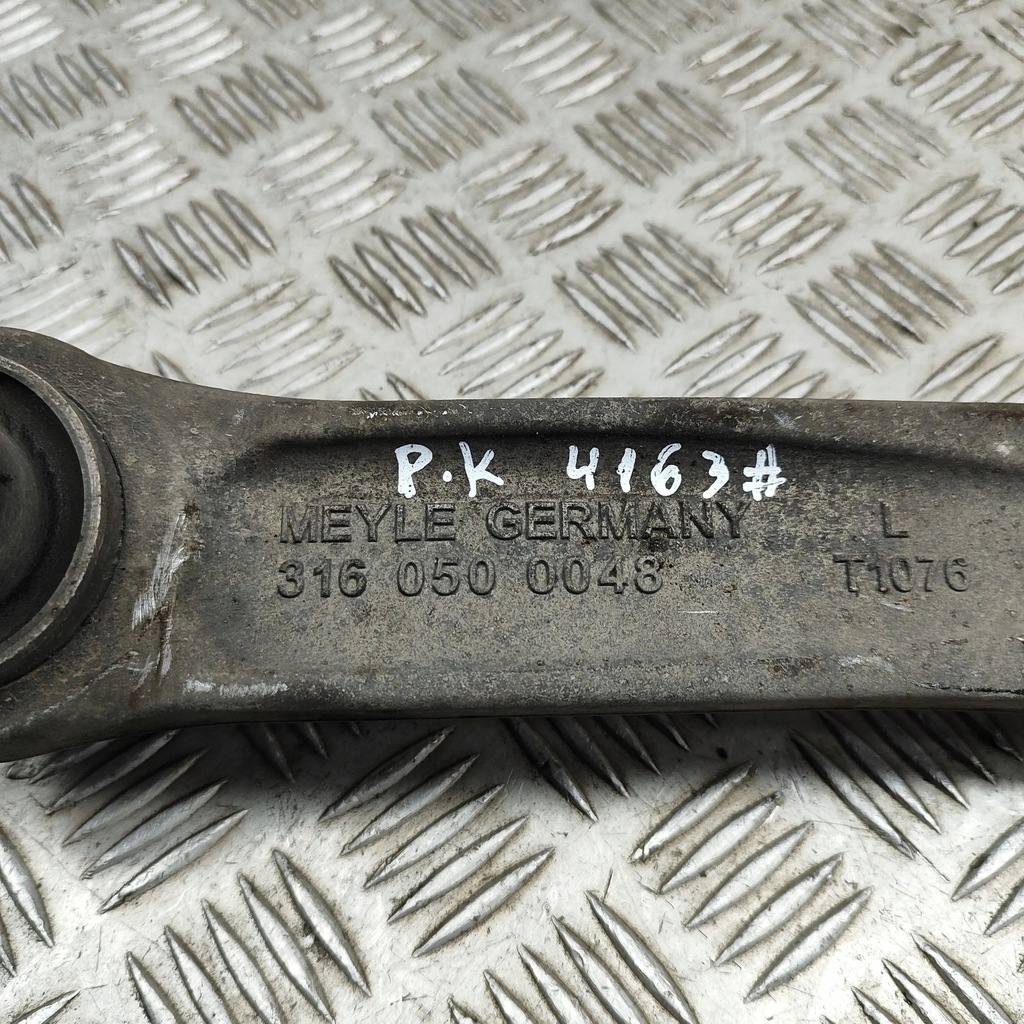 P.K 4163#
MEYLE GERMANY L
316 050 0048 T1076